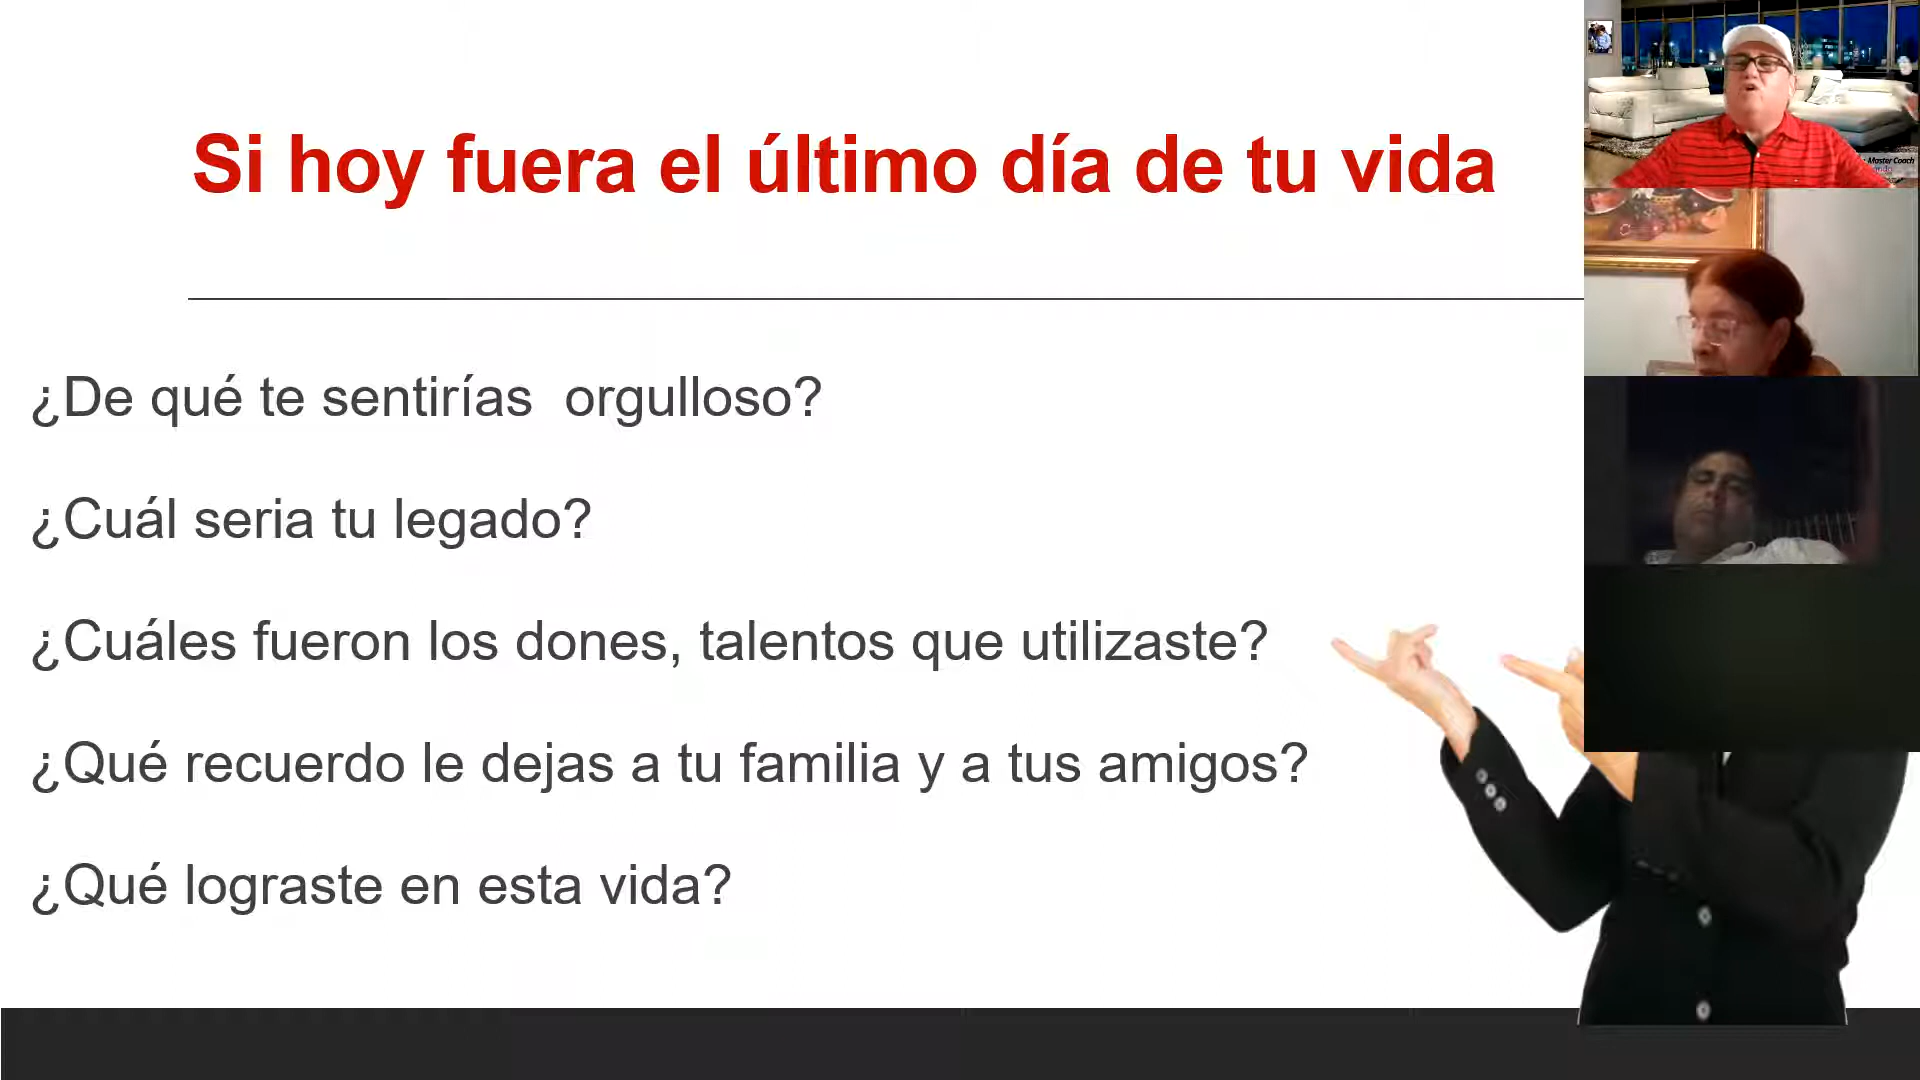 Si hoy fuera el último día de tu vida
¿De qué te sentirías  orgulloso?
¿Cuál seria tu legado?
¿Cuáles fueron los dones, talentos que utilizaste?
¿Qué recuerdo le dejas a tu familia y a tus amigos?
¿Qué lograste en esta vida?
Master Coach